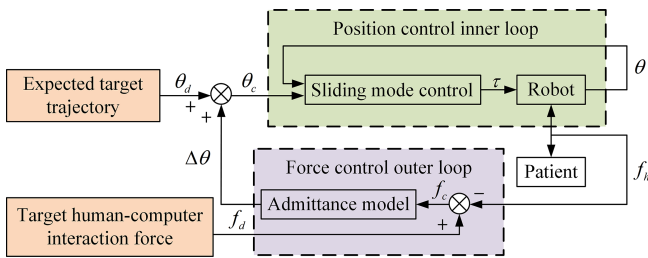 Position control inner loop
Expected target
trajectory
θd
+
+
θc
Sliding mode control
τ
Robot
θ
Δθ
Patient
fh
Force control outer loop
Admittance model
fc
−
+
Target human-computer
interaction force
fd